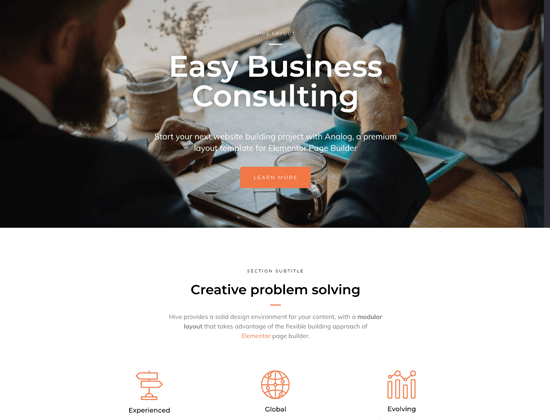 HIVE LAYOUT
Easy Business
Consulting
Start your next website building project with Analog, a premium
layout template for Elementor Page Builder
LEARN MORE
SECTION SUBTITLE
Creative problem solving
Hive provides a solid design environment for your content, with a modular
layout that takes advantage of the flexible building approach of
Elementor page builder.
Experienced
Global
Evolving